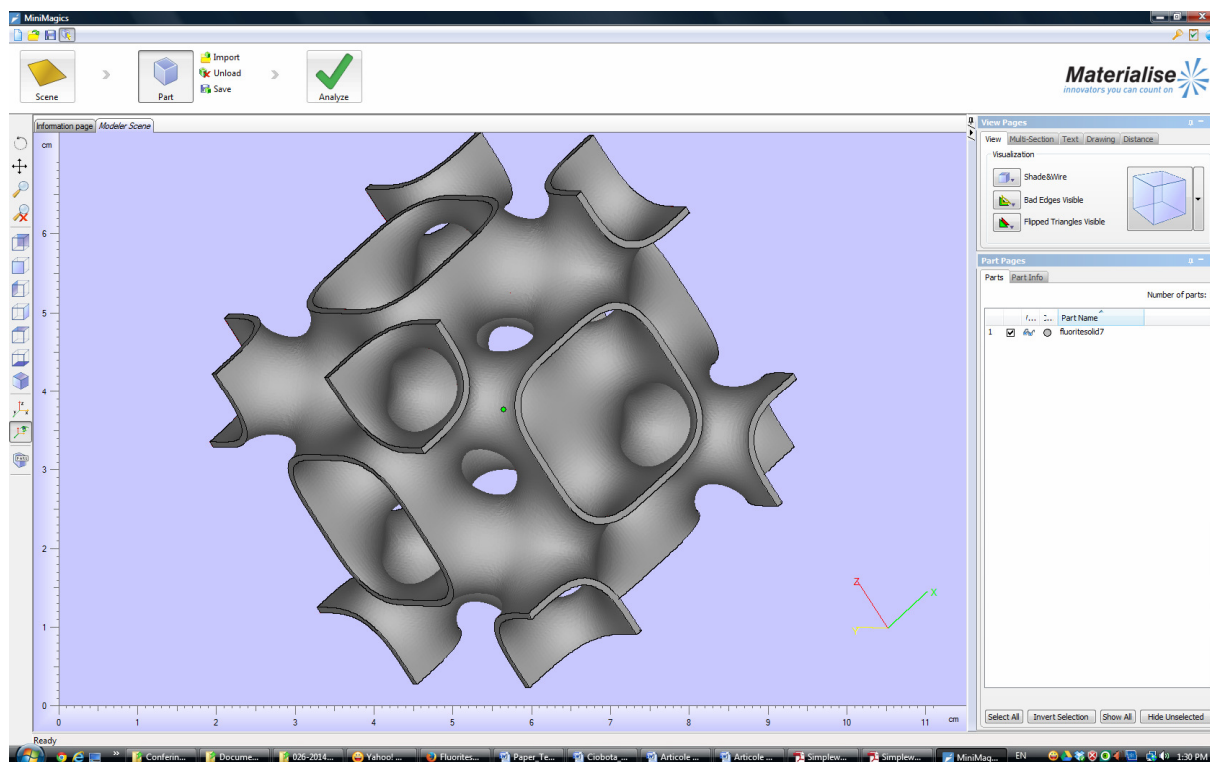 MiniMagics
Import
Unload
Save
Scene
Part
Analyze
Materialise
innovators you can count on
Information page
Modeler Scene
cm
6
5
4
3
2
1
0
0 1 2 3 4 5 6 7 8 9 10 11 cm
Z
X
Y
View Pages
View Multi-Section Text Drawing Distance
Visualization
Shade&Wire
Bad Edges Visible
Flipped Triangles Visible
Part Pages
Parts Part Info
Number of parts:
Part Name
1 fluoritesolid7
Select All Invert Selection Show All Hide Unselected
Ready
Conferin... Docume... 026-2014... Yahoo! ... Fluorites... Paper_Te... Ciobota_... Articole ... Articole ... Simplew... Simplew... MiniMag... EN 1:30 PM